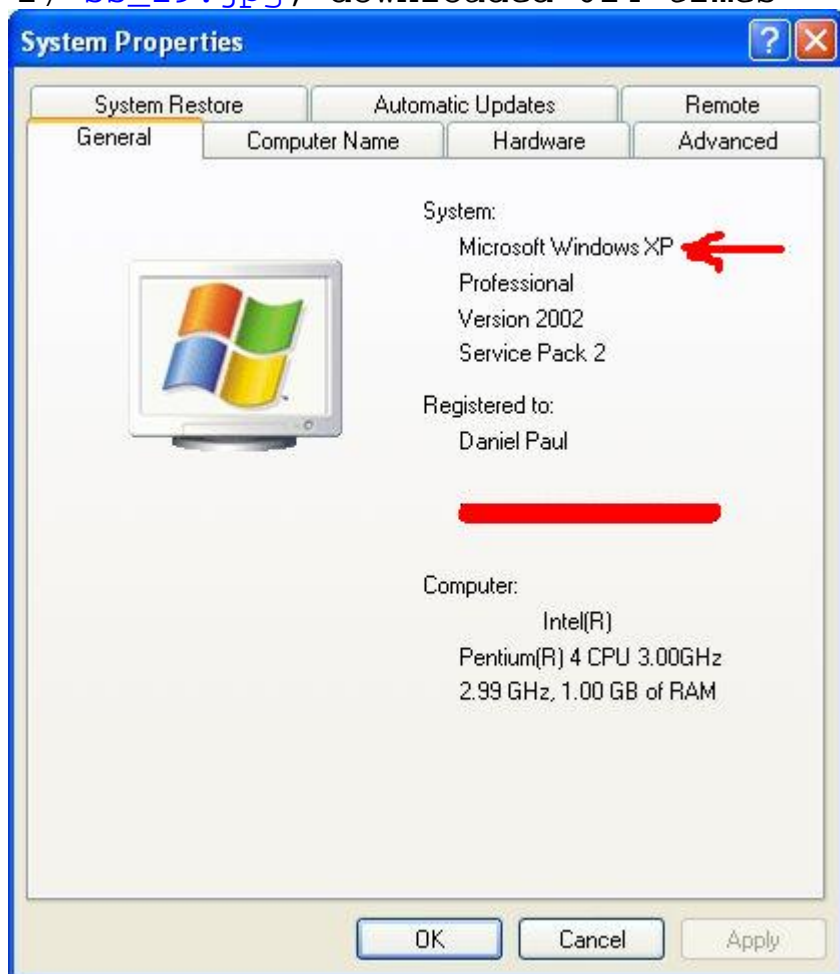 System Properties
System Restore Automatic Updates Remote
General Computer Name Hardware Advanced
System:
Microsoft Windows XP
Professional
Version 2002
Service Pack 2
Registered to:
Daniel Paul
Computer:
Intel(R)
Pentium(R) 4 CPU 3.00GHz
2.99 GHz, 1.00 GB of RAM
OK Cancel Apply